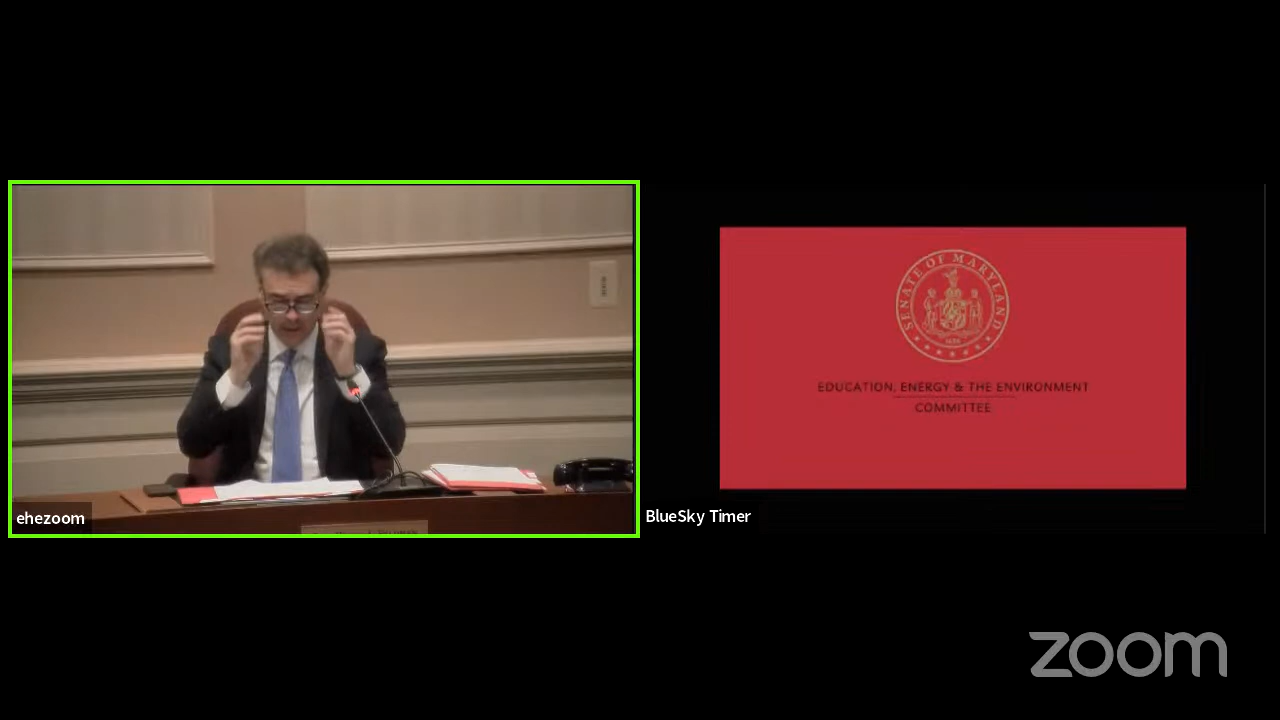 ehezoom
SENATE OF MARYLAND
EDUCATION, ENERGY & THE ENVIRONMENT
COMMITTEE
BlueSky Timer
zoom